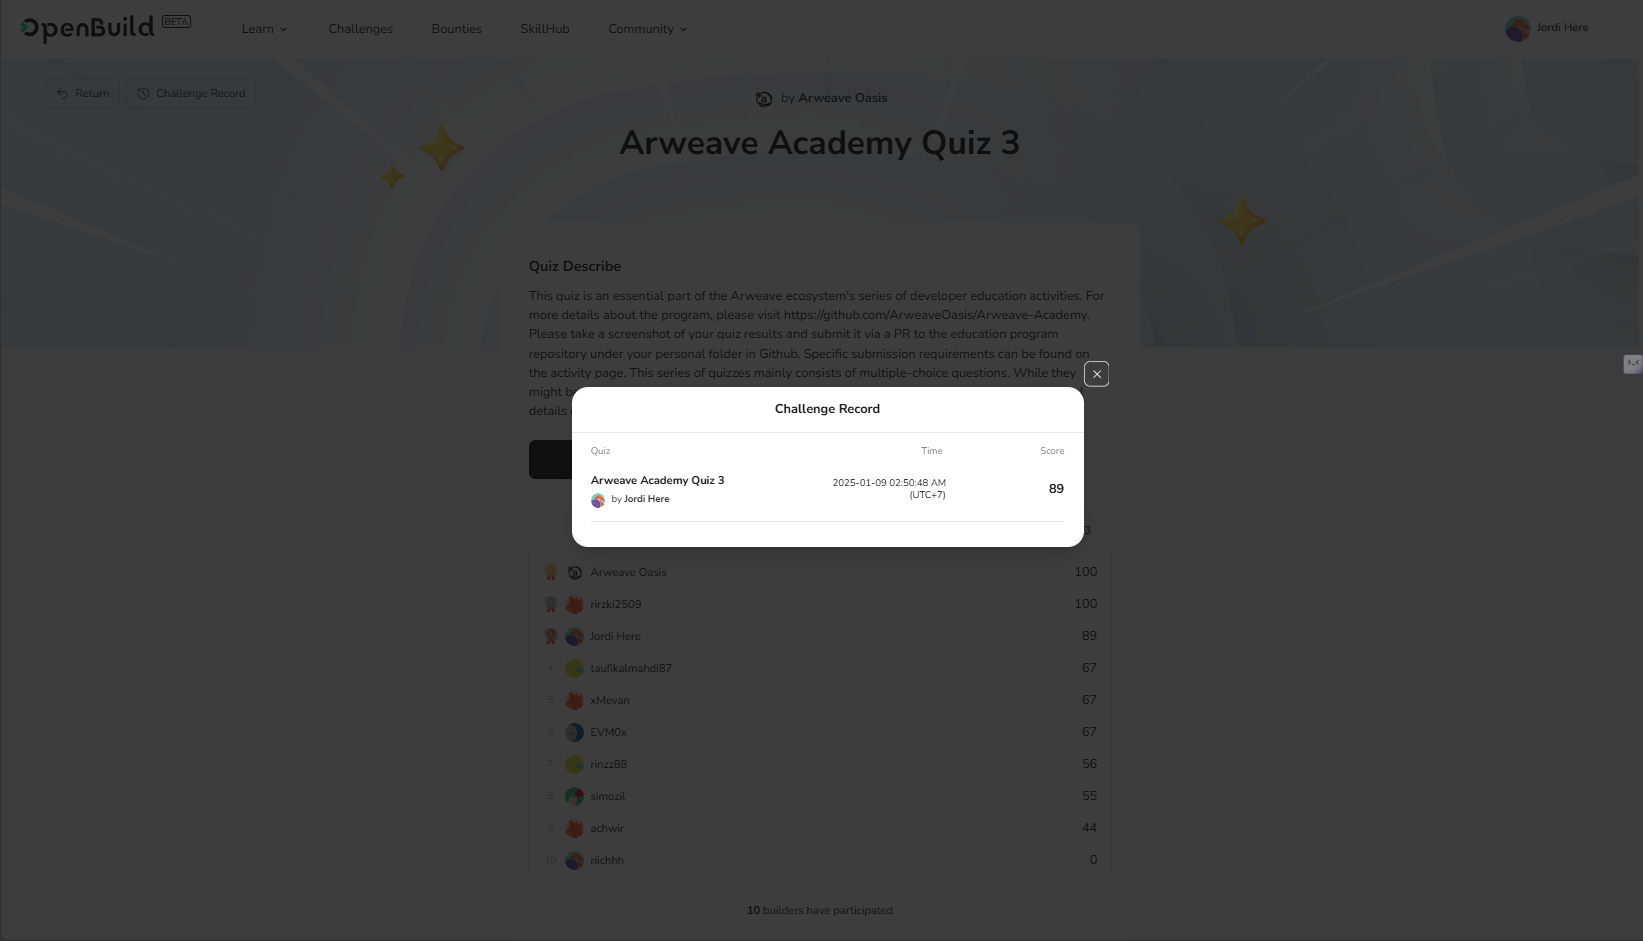 OpenBuild BETA
Learn
Challenges
Bounties
SkillHub
Community
Jordi Here
Return
Challenge Record
by Arweave Oasis
Arweave Academy Quiz 3
Quiz Describe
This quiz is an essential part of the Arweave ecosystem's series of developer education activities. For
more details about the program, please visit https://github.com/ArweaveOasis/Arweave-Academy.
Please take a screenshot of your quiz results and submit it via a PR to the education program
repository under your personal folder in Github. Specific submission requirements can be found on
the activity page. This series of quizzes mainly consists of multiple-choice questions. While they
might
details
Challenge Record
Quiz Time Score
Arweave Academy Quiz 3
by Jordi Here
2025-01-09 02:50:48 AM
(UTC+7)
89
3
Arweave Oasis 100
rirzki2509 100
Jordi Here 89
4 taufikalmahdi87 67
5 xMevan 67
6 EVM0x 67
7 rinzz88 56
8 simozit 55
9 achwir 44
10 riichhh 0
10 builders have participated